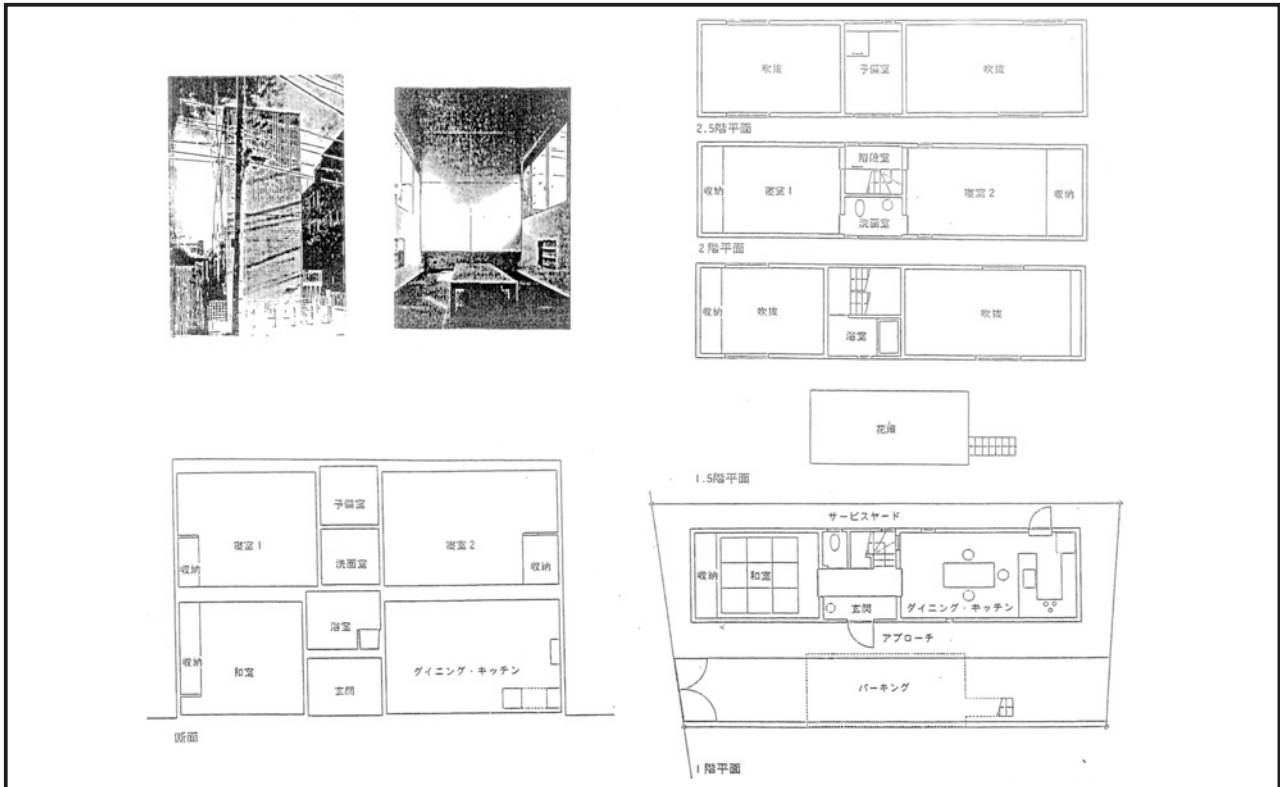 吹抜
予備室
吹抜
2.5階平面
収納
寝室1
階段室
洗面室
寝室2
収納
2階平面
収納
吹抜
浴室
吹抜
花畑
1.5階平面
サービスヤード
収納
和室
玄関
ダイニング・キッチン
アプローチ
パーキング
1階平面
寝室1
収納
予備室
洗面室
寝室2
収納
収納
和室
浴室
玄関
ダイニング・キッチン
断面